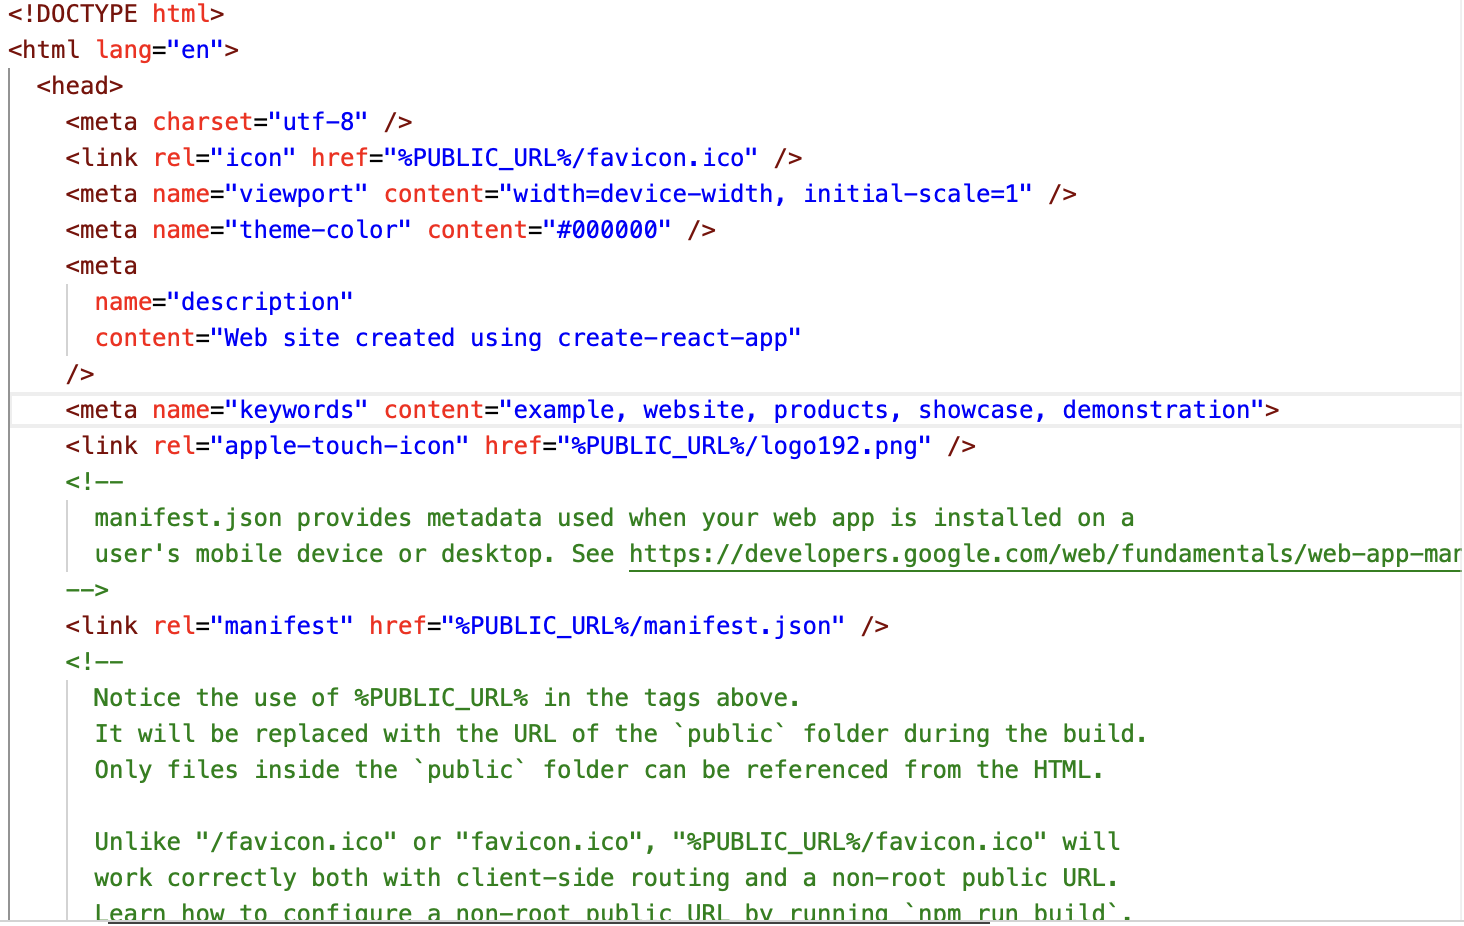 <!DOCTYPE html>
<html lang="en">
<head>
<meta charset="utf-8" />
<link rel="icon" href="%PUBLIC_URL%/favicon.ico" />
<meta name="viewport" content="width=device-width, initial-scale=1" />
<meta name="theme-color" content="#000000" />
<meta
name="description"
content="Web site created using create-react-app"
/>
<meta name="keywords" content="example, website, products, showcase, demonstration">
<link rel="apple-touch-icon" href="%PUBLIC_URL%/logo192.png" />
<!--
manifest.json provides metadata used when your web app is installed on a
user's mobile device or desktop. See https://developers.google.com/web/fundamentals/web-app-man
-->
<link rel="manifest" href="%PUBLIC_URL%/manifest.json" />
<!--
Notice the use of %PUBLIC_URL% in the tags above.
It will be replaced with the URL of the `public` folder during the build.
Only files inside the `public` folder can be referenced from the HTML.
Unlike "/favicon.ico" or "favicon.ico", "%PUBLIC_URL%/favicon.ico" will
work correctly both with client-side routing and a non-root public URL.
Learn how to configure a non-root public URL by running `npm run build`.